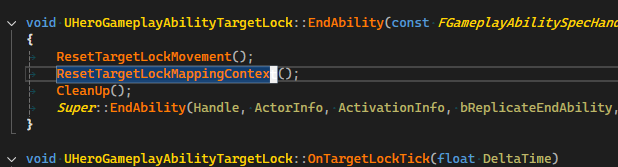 void UHeroGameplayAbilityTargetLock::EndAbility(const FGameplayAbilitySpecHand
{
ResetTargetLockMovement();
ResetTargetLockMappingContex ();
CleanUp();
Super::EndAbility(Handle, ActorInfo, ActivationInfo, bReplicateEndAbility,
}
void UHeroGameplayAbilityTargetLock::OnTargetLockTick(float DeltaTime)